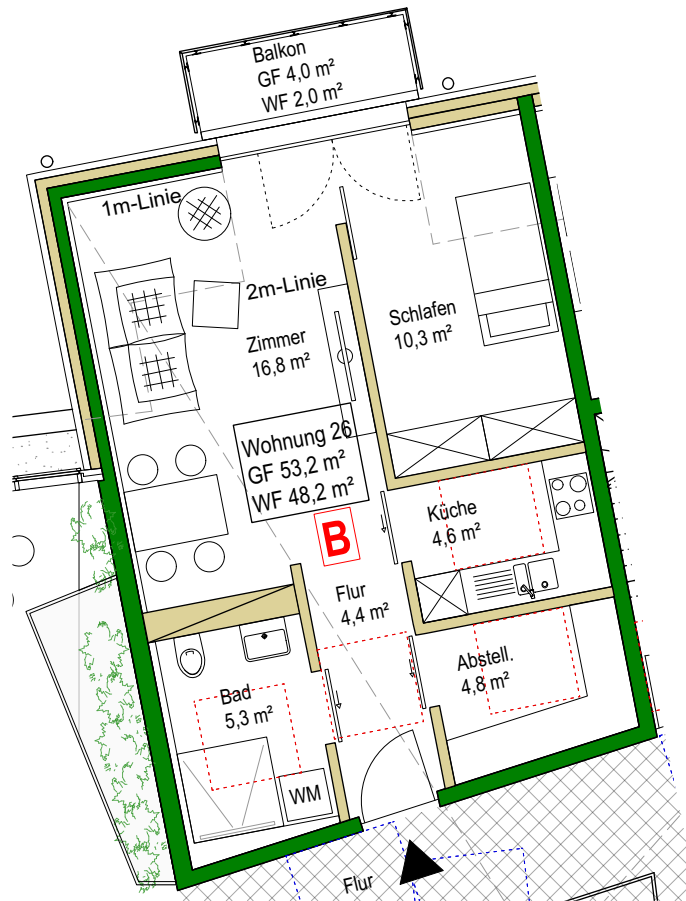 Balkon
GF 4,0 m²
WF 2,0 m²
1m-Linie
2m-Linie
Zimmer
16,8 m²
Schlafen
10,3 m²
Wohnung 26
GF 53,2 m²
WF 48,2 m²
B
Küche
4,6 m²
Flur
4,4 m²
Abstell.
4,8 m²
Bad
5,3 m²
WM
Flur